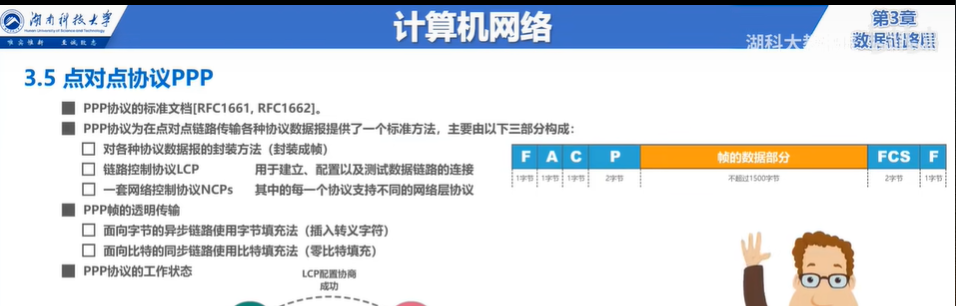 湖南科技大学
Hunan University of Science and Technology
唯实惟新 至诚致志
计算机网络
第3章
湖科大教
数据链路层
3.5 点对点协议PPP
PPP协议的标准文档[RFC1661, RFC1662]。
PPP协议为在点对点链路传输各种协议数据报提供了一个标准方法，主要由以下三部分构成：
对各种协议数据报的封装方法（封装成帧）
链路控制协议LCP 用于建立、配置以及测试数据链路的连接
一套网络控制协议NCPs 其中的每一个协议支持不同的网络层协议
F A C P 帧的数据部分 FCS F
1字节 1字节 1字节 2字节 不超过1500字节 2字节 1字节
PPP帧的透明传输
面向字节的异步链路使用字节填充法（插入转义字符）
面向比特的同步链路使用比特填充法（零比特填充）
PPP协议的工作状态
LCP配置协商
成功